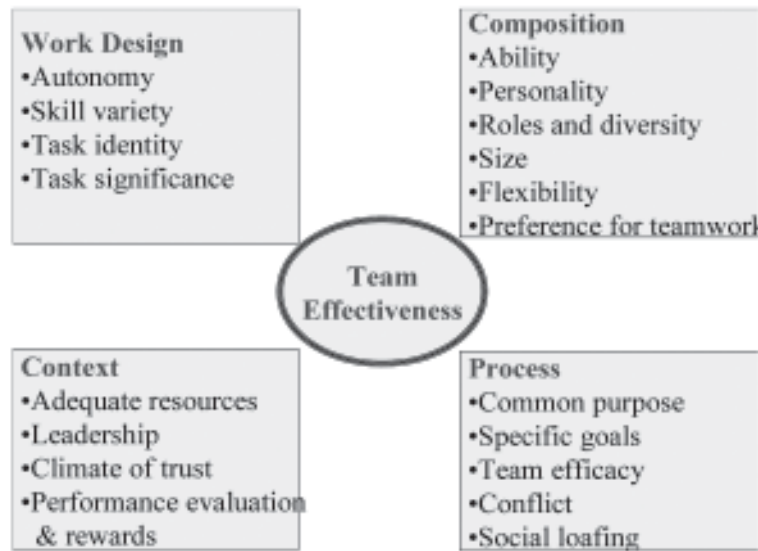 Work Design
•Autonomy
•Skill variety
•Task identity
•Task significance
Composition
•Ability
•Personality
•Roles and diversity
•Size
•Flexibility
•Preference for teamwork
Team
Effectiveness
Context
•Adequate resources
•Leadership
•Climate of trust
•Performance evaluation
& rewards
Process
•Common purpose
•Specific goals
•Team efficacy
•Conflict
•Social loafing